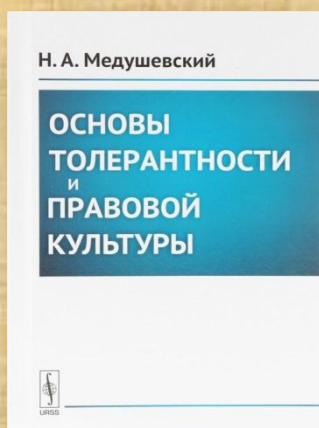 Н. А. Медушевский
ОСНОВЫ
ТОЛЕРАНТНОСТИ
И
ПРАВОВОЙ
КУЛЬТУРЫ
URSS